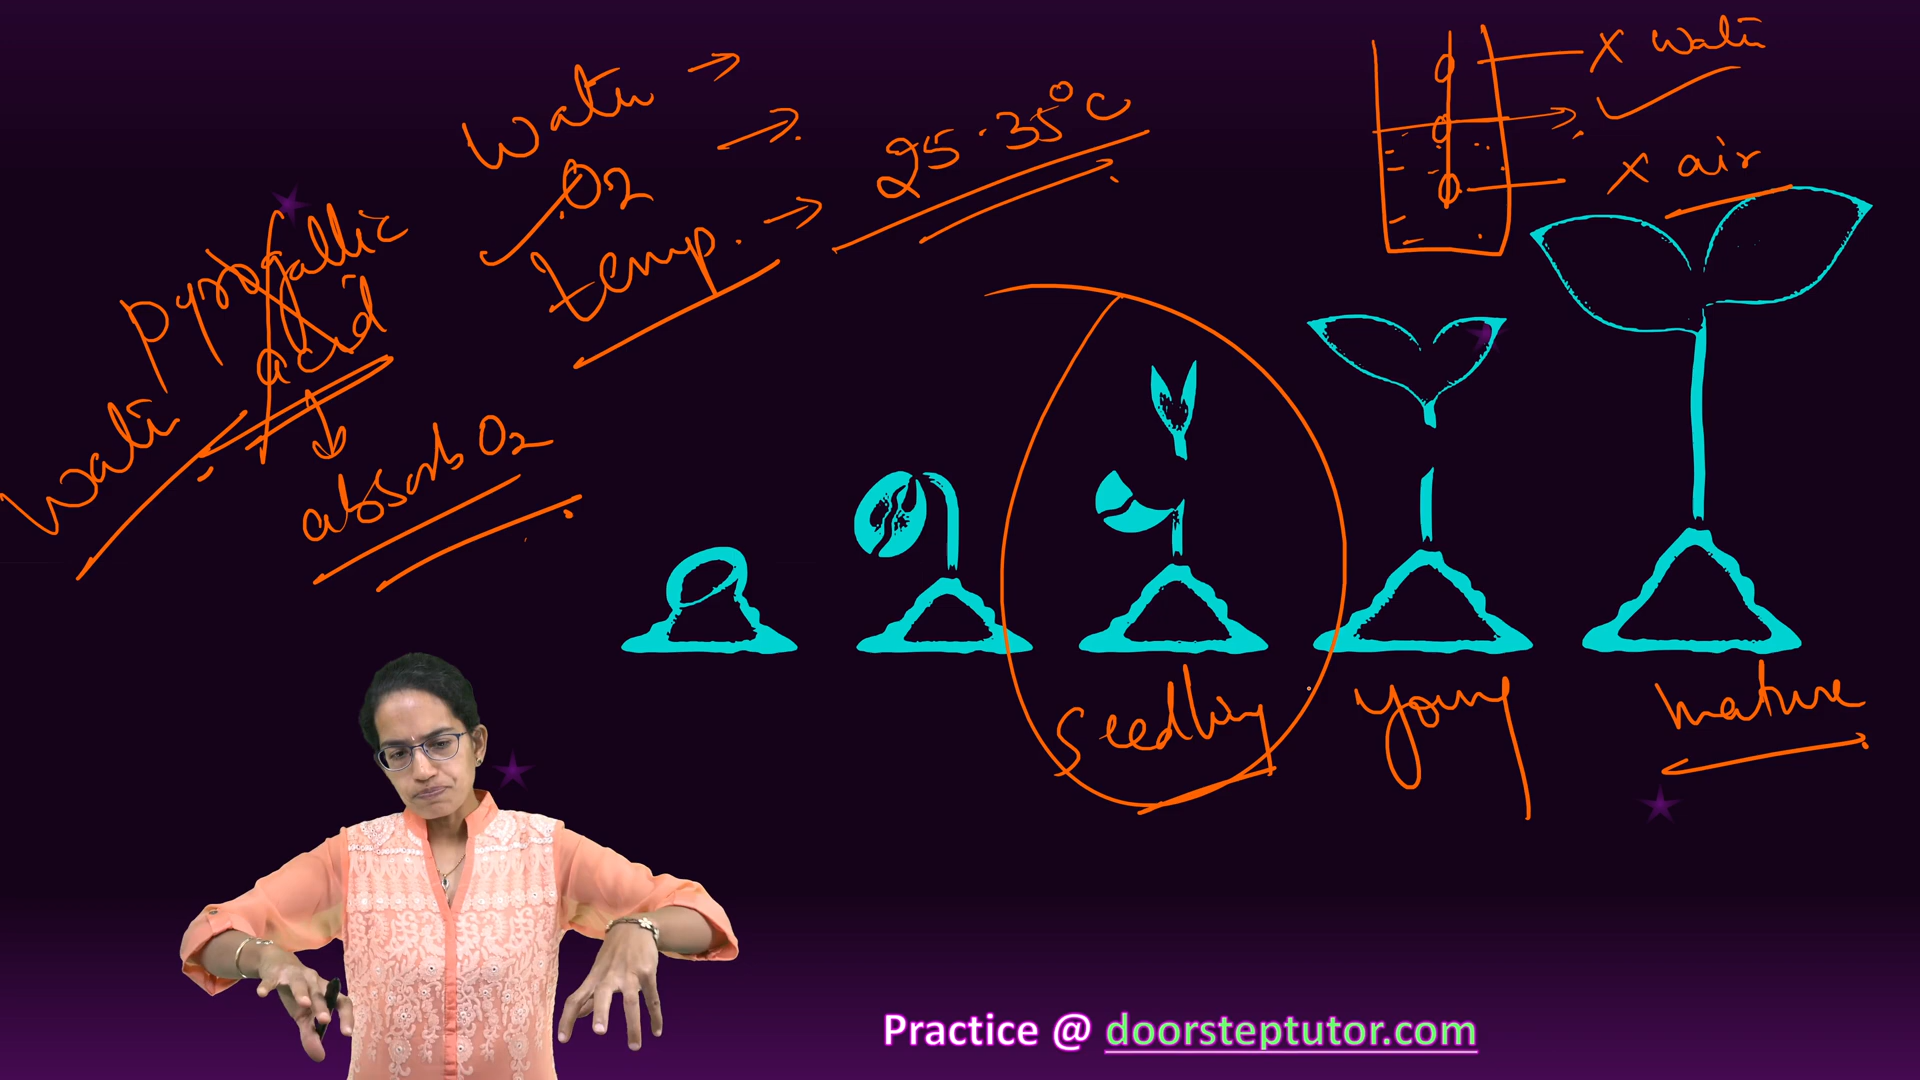 Water →
O2 →
temp. → 25-35°C
pyrogallic
acid
water
absorb O2
x water
✓
x air
seedling
young
mature
Practice @ doorsteptutor.com